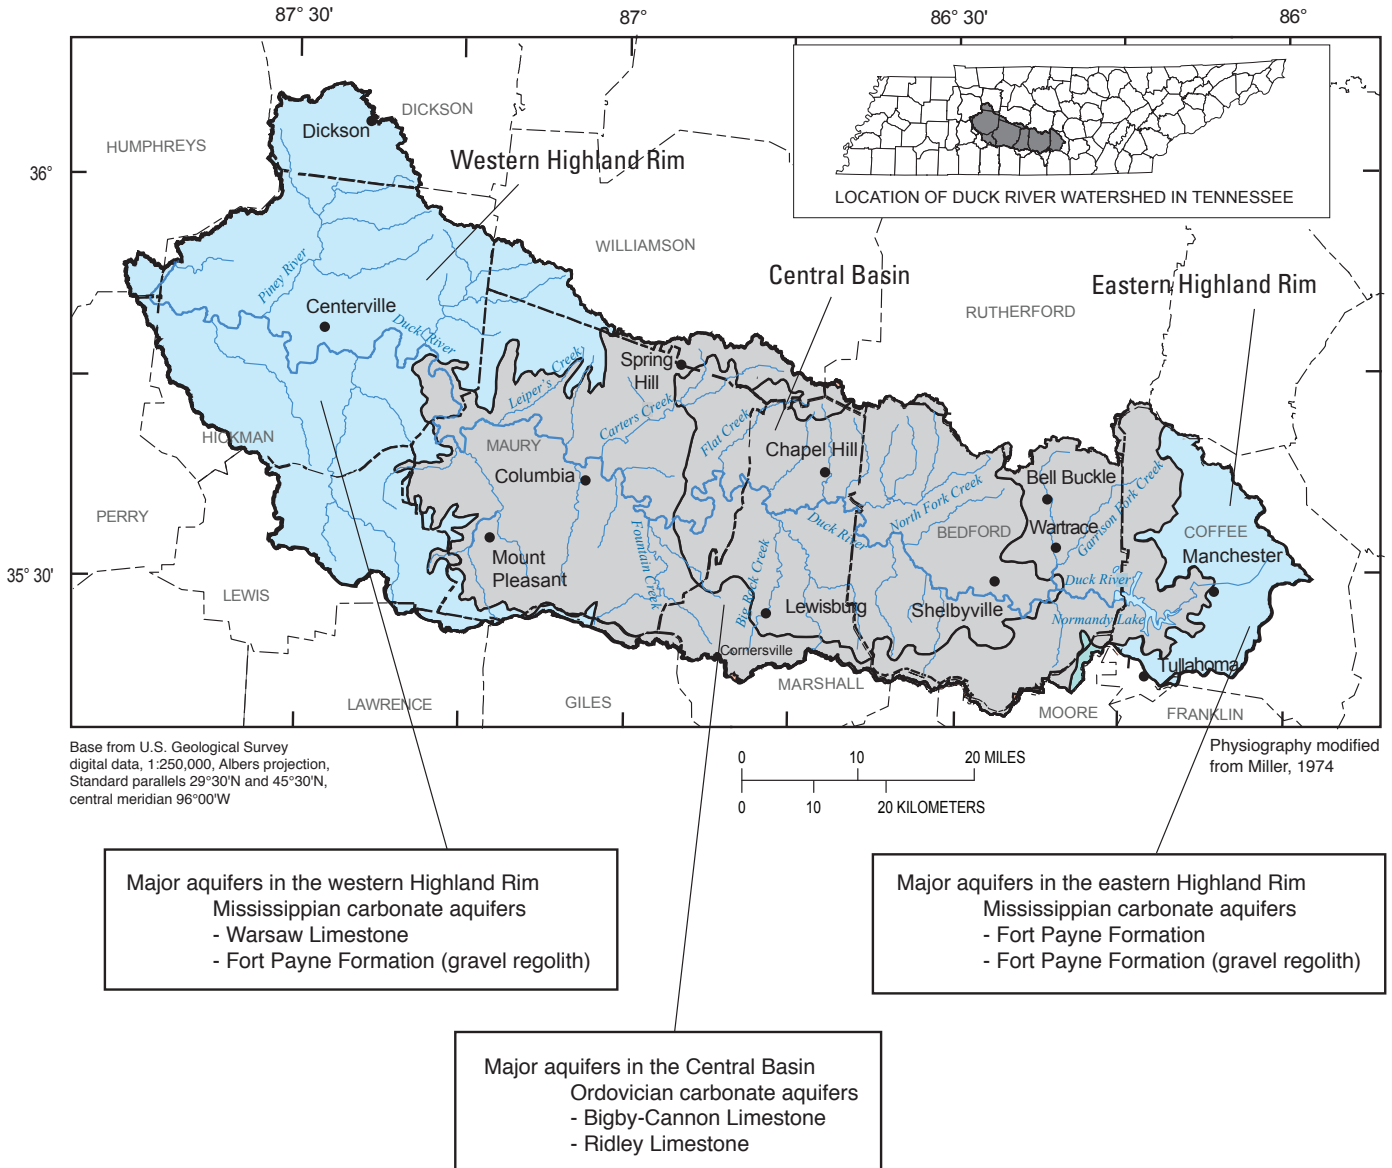 87° 30'
87°
86° 30'
86°
36°
35° 30'
LOCATION OF DUCK RIVER WATERSHED IN TENNESSEE
DICKSON
Dickson
HUMPHREYS
Western Highland Rim
WILLIAMSON
Central Basin
Eastern Highland Rim
RUTHERFORD
Piney River
Centerville
Duck River
Spring
Hill
Leiper's Creek
Carters Creek
Flat Creek
HICKMAN
MAURY
Columbia
Chapel Hill
Bell Buckle
North Fork Creek
Garrison Fork Creek
PERRY
Fountain Creek
Duck River
BEDFORD
Wartrace
COFFEE
Manchester
Mount
Pleasant
Big Rock Creek
Duck River
LEWIS
Lewisburg
Shelbyville
Normandy Lake
Cornersville
Tullahoma
LAWRENCE
GILES
MARSHALL
MOORE
FRANKLIN
Base from U.S. Geological Survey
digital data, 1:250,000, Albers projection,
Standard parallels 29°30'N and 45°30'N,
central meridian 96°00'W
0 10 20 MILES
0 10 20 KILOMETERS
Physiography modified
from Miller, 1974
Major aquifers in the western Highland Rim
Mississippian carbonate aquifers
- Warsaw Limestone
- Fort Payne Formation (gravel regolith)
Major aquifers in the eastern Highland Rim
Mississippian carbonate aquifers
- Fort Payne Formation
- Fort Payne Formation (gravel regolith)
Major aquifers in the Central Basin
Ordovician carbonate aquifers
- Bigby-Cannon Limestone
- Ridley Limestone